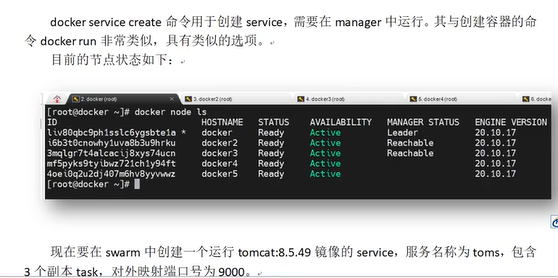 docker service create 命令用于创建 service，需要在 manager 中运行。其与创建容器的命
令 docker run 非常类似，具有类似的选项。
目前的节点状态如下：
2. docker (root)
3. docker2 (root)
4. docker3 (root)
5. docker4 (root)
[root@docker ~]# docker node ls
ID HOSTNAME STATUS AVAILABILITY MANAGER STATUS ENGINE VERSION
liv80qbc9ph1sslc6ygsbte1a * docker Ready Active Leader 20.10.17
i6b3t0cnowhy1uva8b3u9hrku docker2 Ready Active Reachable 20.10.17
3mqlgr7t4alcacij8xys74ucn docker3 Ready Active Reachable 20.10.17
mf5pyks9tyibwz721ch1y94ft docker4 Ready Active 20.10.17
4oei0q2u2dj407m6hv8yyvwwz docker5 Ready Active 20.10.17
[root@docker ~]#
现在要在 swarm 中创建一个运行 tomcat:8.5.49 镜像的 service，服务名称为 toms，包含
3 个副本 task，对外映射端口号为 9000。